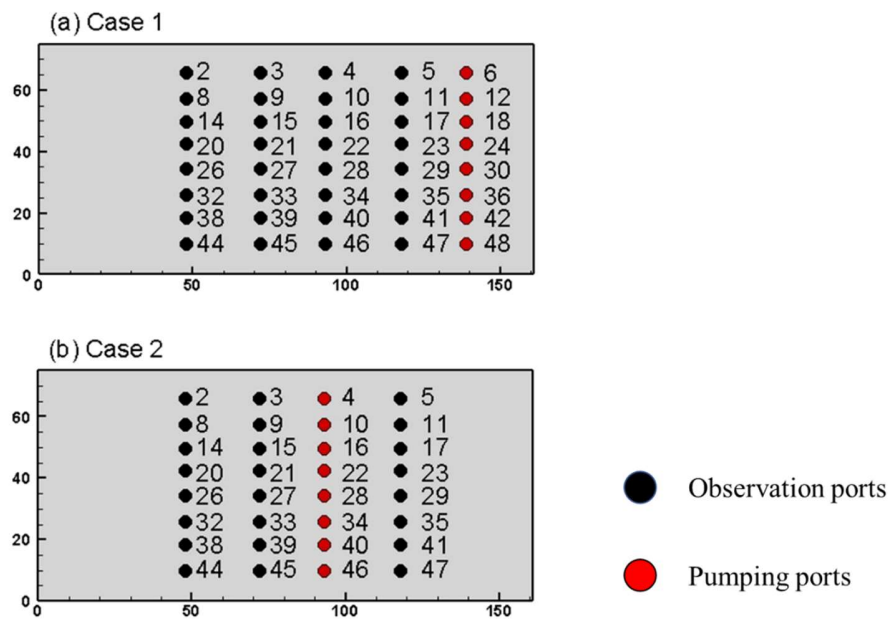 (a) Case 1
2 3 4 5 6
60
8 9 10 11 12
14 15 16 17 18
40
20 21 22 23 24
26 27 28 29 30
20
32 33 34 35 36
38 39 40 41 42
44 45 46 47 48
0
0 50 100 150
(b) Case 2
2 3 4 5
60
8 9 10 11
14 15 16 17
40
20 21 22 23
26 27 28 29
20
32 33 34 35
38 39 40 41
44 45 46 47
0
0 50 100 150
Observation ports
Pumping ports